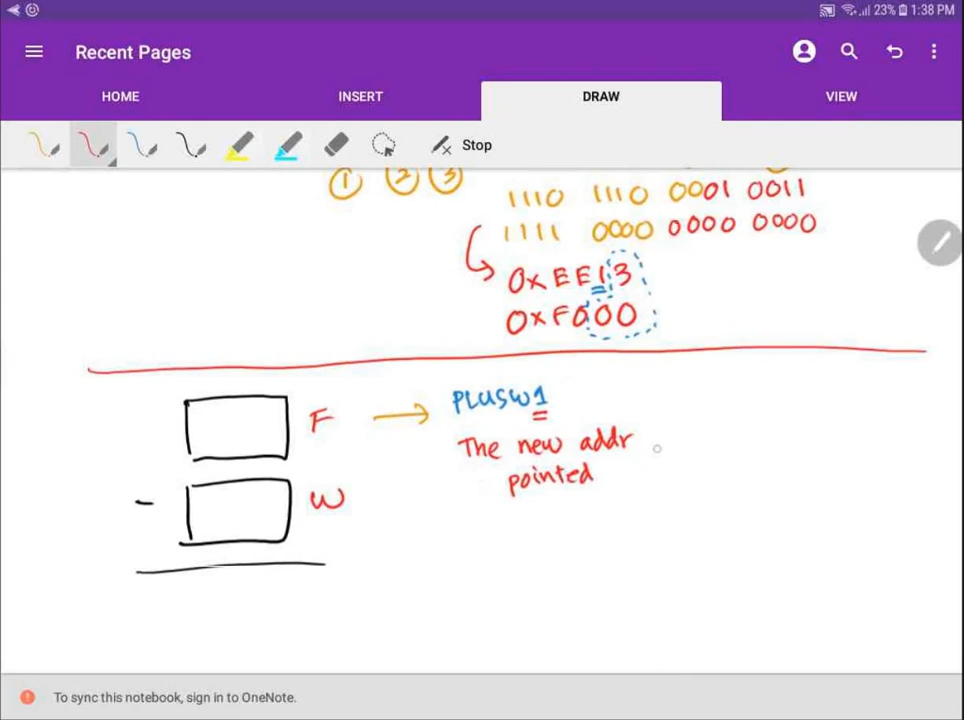 23% 1:38 PM
Recent Pages
HOME INSERT DRAW VIEW
Stop
1 2 3
1110 1110 0001 0011
1111 0000 0000 0000
0xEE13
0xF000
F → PLUSW1
The new addr
pointed
- W
To sync this notebook, sign in to OneNote.